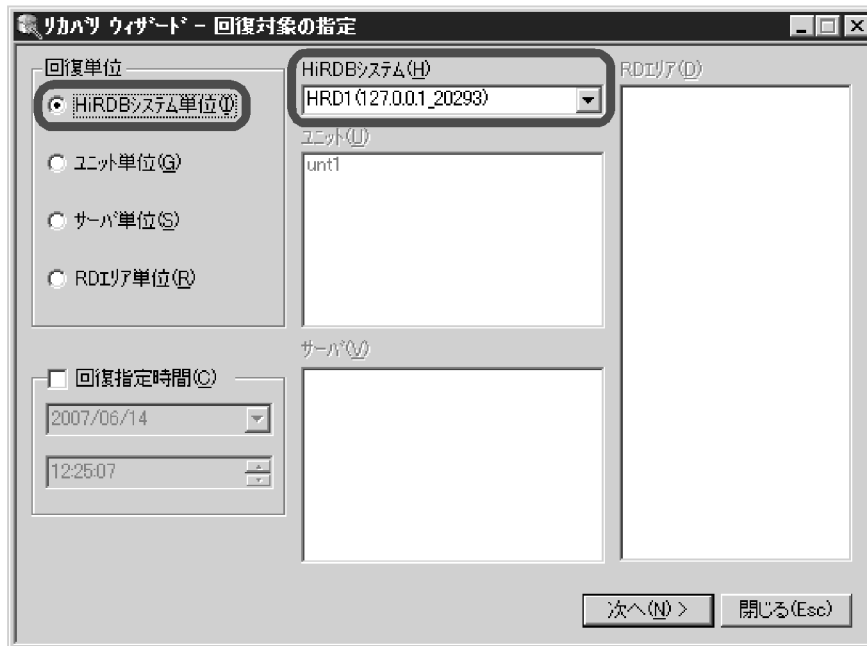 リカバリ ウィザード - 回復対象の指定
回復単位
HiRDBシステム単位(I)
ユニット単位(G)
サーバ単位(S)
RDエリア単位(R)
回復指定時間(C)
2007/06/14
12:25:07
HiRDBシステム(H)
HRD1(127.0.0.1_20293)
ユニット(U)
unt1
サーバ(V)
RDエリア(D)
次へ(N) >
閉じる(Esc)